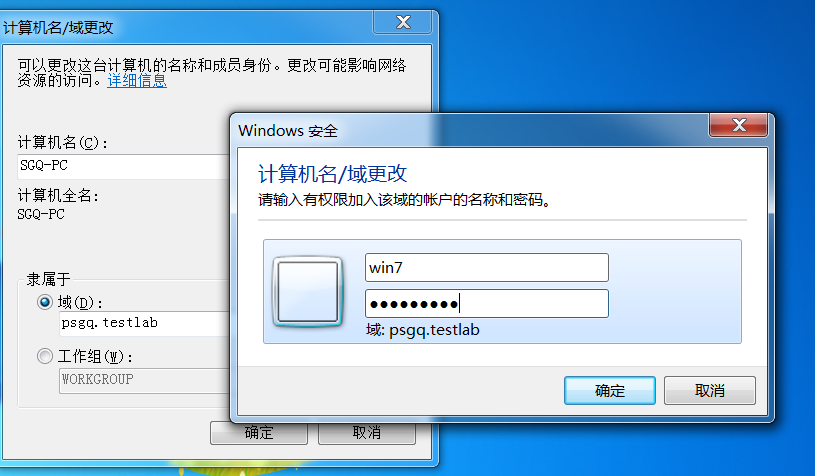 计算机名/域更改
可以更改这台计算机的名称和成员身份。更改可能影响网络
资源的访问。详细信息
计算机名(C):
SGQ-PC
计算机全名:
SGQ-PC
隶属于
域(D):
psgq.testlab
工作组(W):
WORKGROUP
确定
取消
Windows 安全
计算机名/域更改
请输入有权限加入该域的帐户的名称和密码。
win7
●●●●●●●●●
域: psgq.testlab
确定
取消